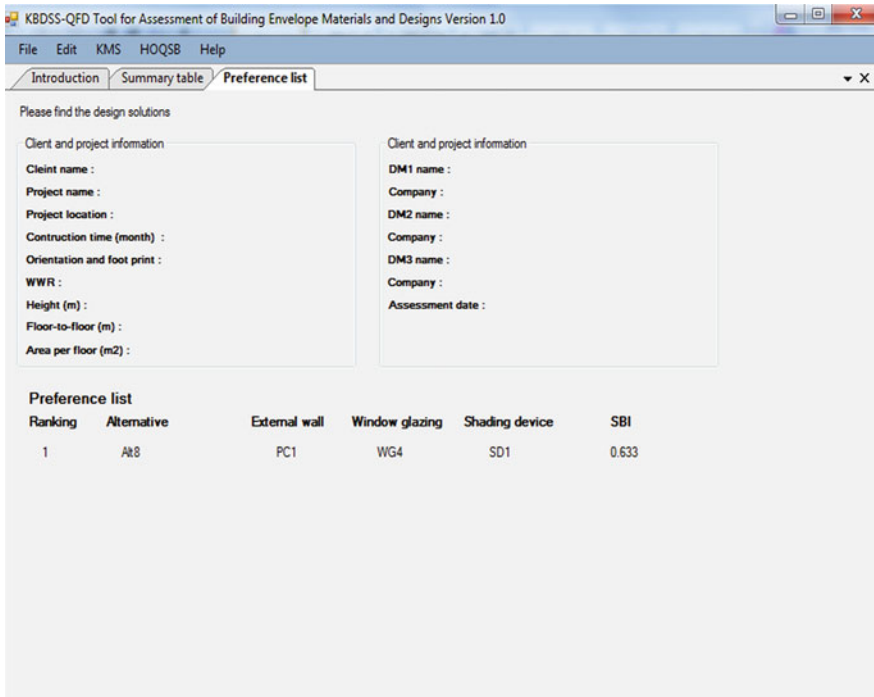 KBDSS-QFD Tool for Assessment of Building Envelope Materials and Designs Version 1.0
File Edit KMS HOQSB Help
Introduction Summary table Preference list
Please find the design solutions
Client and project information
Cleint name :
Project name :
Project location :
Contruction time (month) :
Orientation and foot print :
WWR :
Height (m) :
Floor-to-floor (m) :
Area per floor (m2) :
Client and project information
DM1 name :
Company :
DM2 name :
Company :
DM3 name :
Company :
Assessment date :
Preference list
Ranking Alternative External wall Window glazing Shading device SBI
1 Alt8 PC1 WG4 SD1 0.633